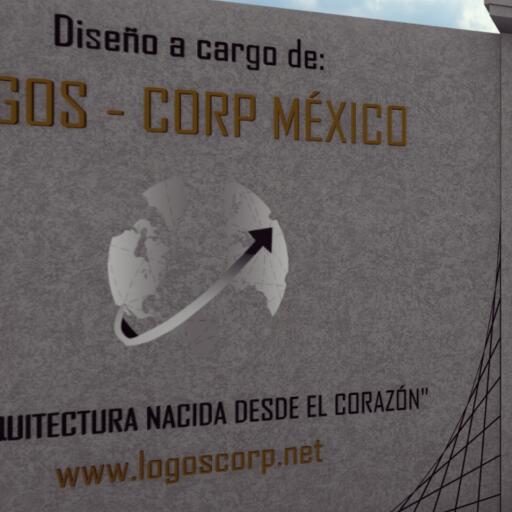 Diseño a cargo de:
GOS - CORP MÉXICO
UITECTURA NACIDA DESDE EL CORAZÓN"
www.logoscorp.net